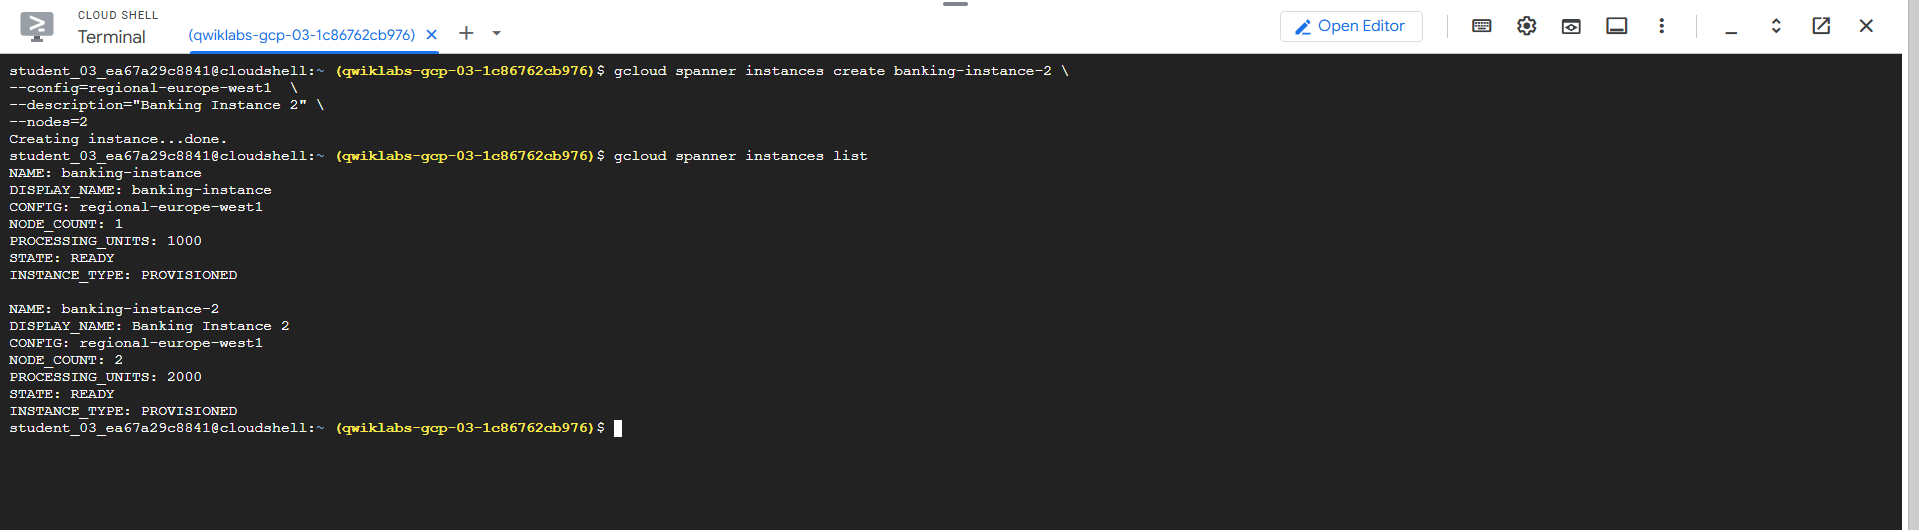 CLOUD SHELL
Terminal
(qwiklabs-gcp-03-1c86762cb976)
Open Editor
student_03_ea67a29c8841@cloudshell:~ (qwiklabs-gcp-03-1c86762cb976)$ gcloud spanner instances create banking-instance-2 \
--config=regional-europe-west1  \
--description="Banking Instance 2" \
--nodes=2
Creating instance...done.
student_03_ea67a29c8841@cloudshell:~ (qwiklabs-gcp-03-1c86762cb976)$ gcloud spanner instances list
NAME: banking-instance
DISPLAY_NAME: banking-instance
CONFIG: regional-europe-west1
NODE_COUNT: 1
PROCESSING_UNITS: 1000
STATE: READY
INSTANCE_TYPE: PROVISIONED
NAME: banking-instance-2
DISPLAY_NAME: Banking Instance 2
CONFIG: regional-europe-west1
NODE_COUNT: 2
PROCESSING_UNITS: 2000
STATE: READY
INSTANCE_TYPE: PROVISIONED
student_03_ea67a29c8841@cloudshell:~ (qwiklabs-gcp-03-1c86762cb976)$